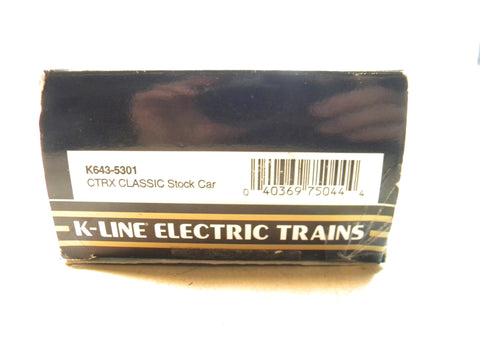 K643-5301
CTRX CLASSIC Stock Car
0 40369 75044 4
K-LINE ELECTRIC TRAINS